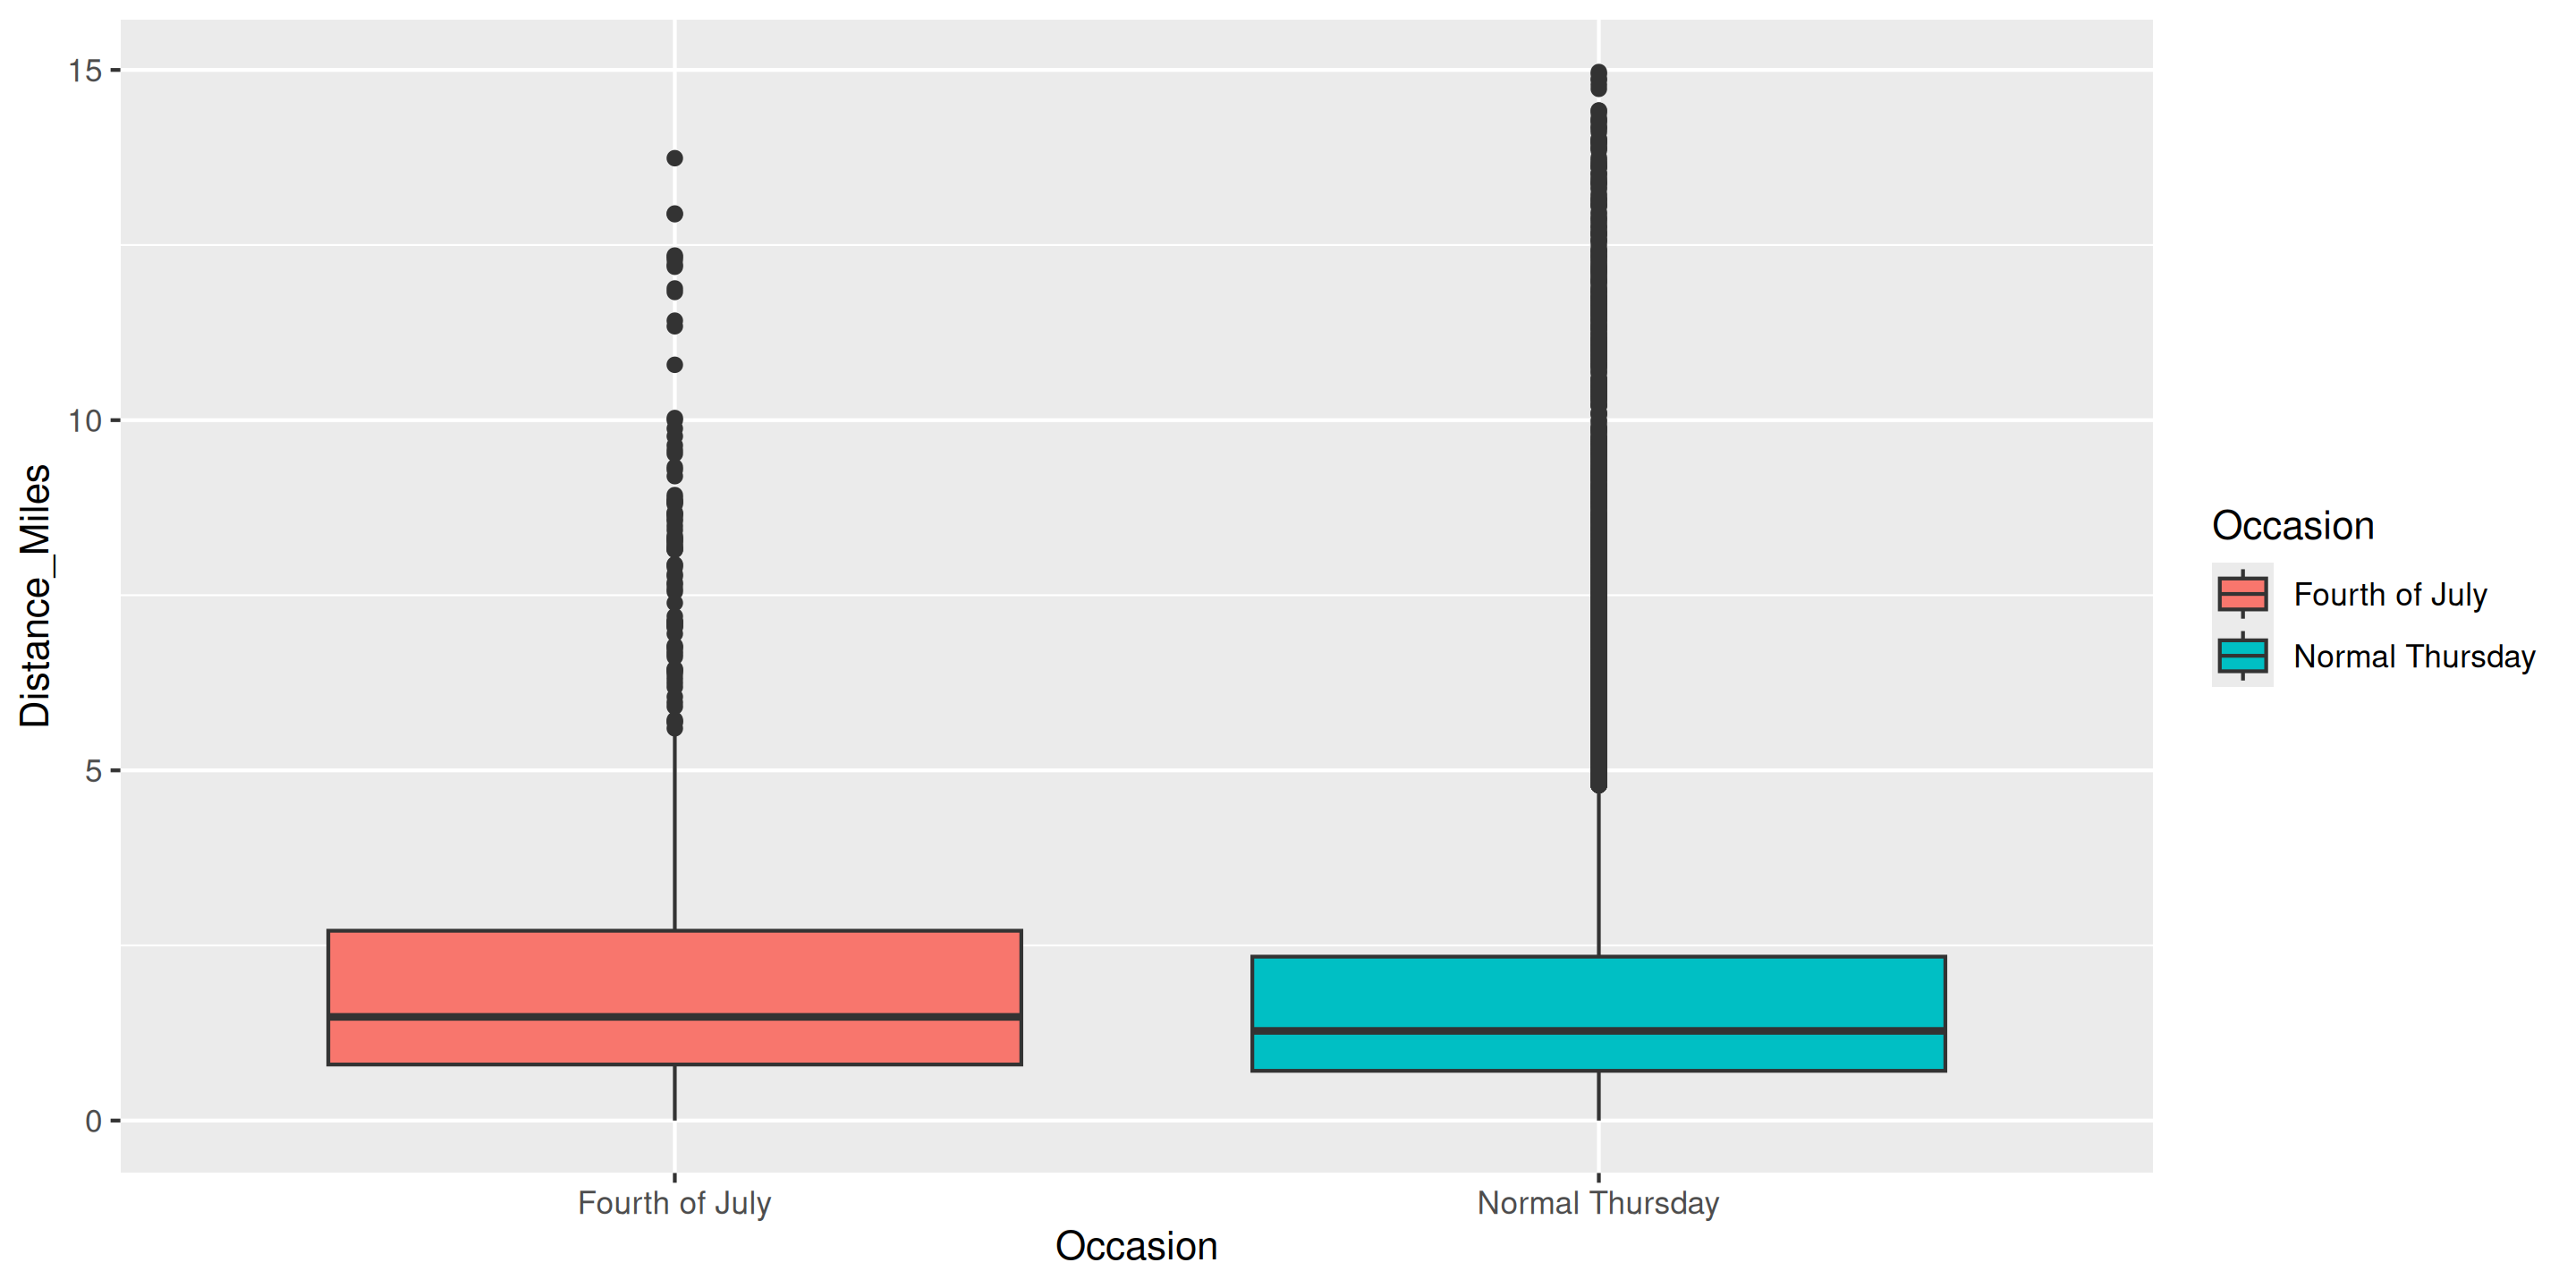 Distance_Miles
15
10
5
0
Fourth of July
Normal Thursday
Occasion
Occasion
Fourth of July
Normal Thursday